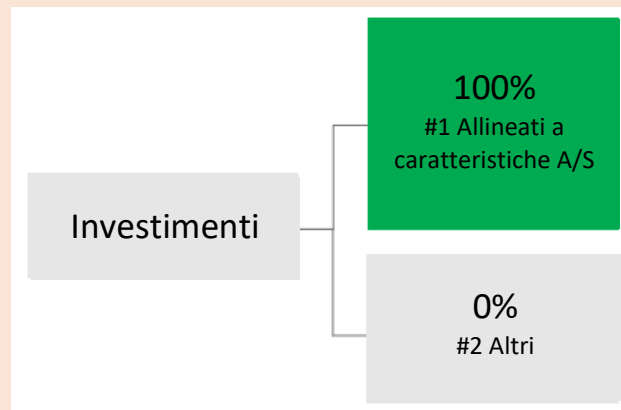 Investimenti
100%
#1 Allineati a
caratteristiche A/S
0%
#2 Altri